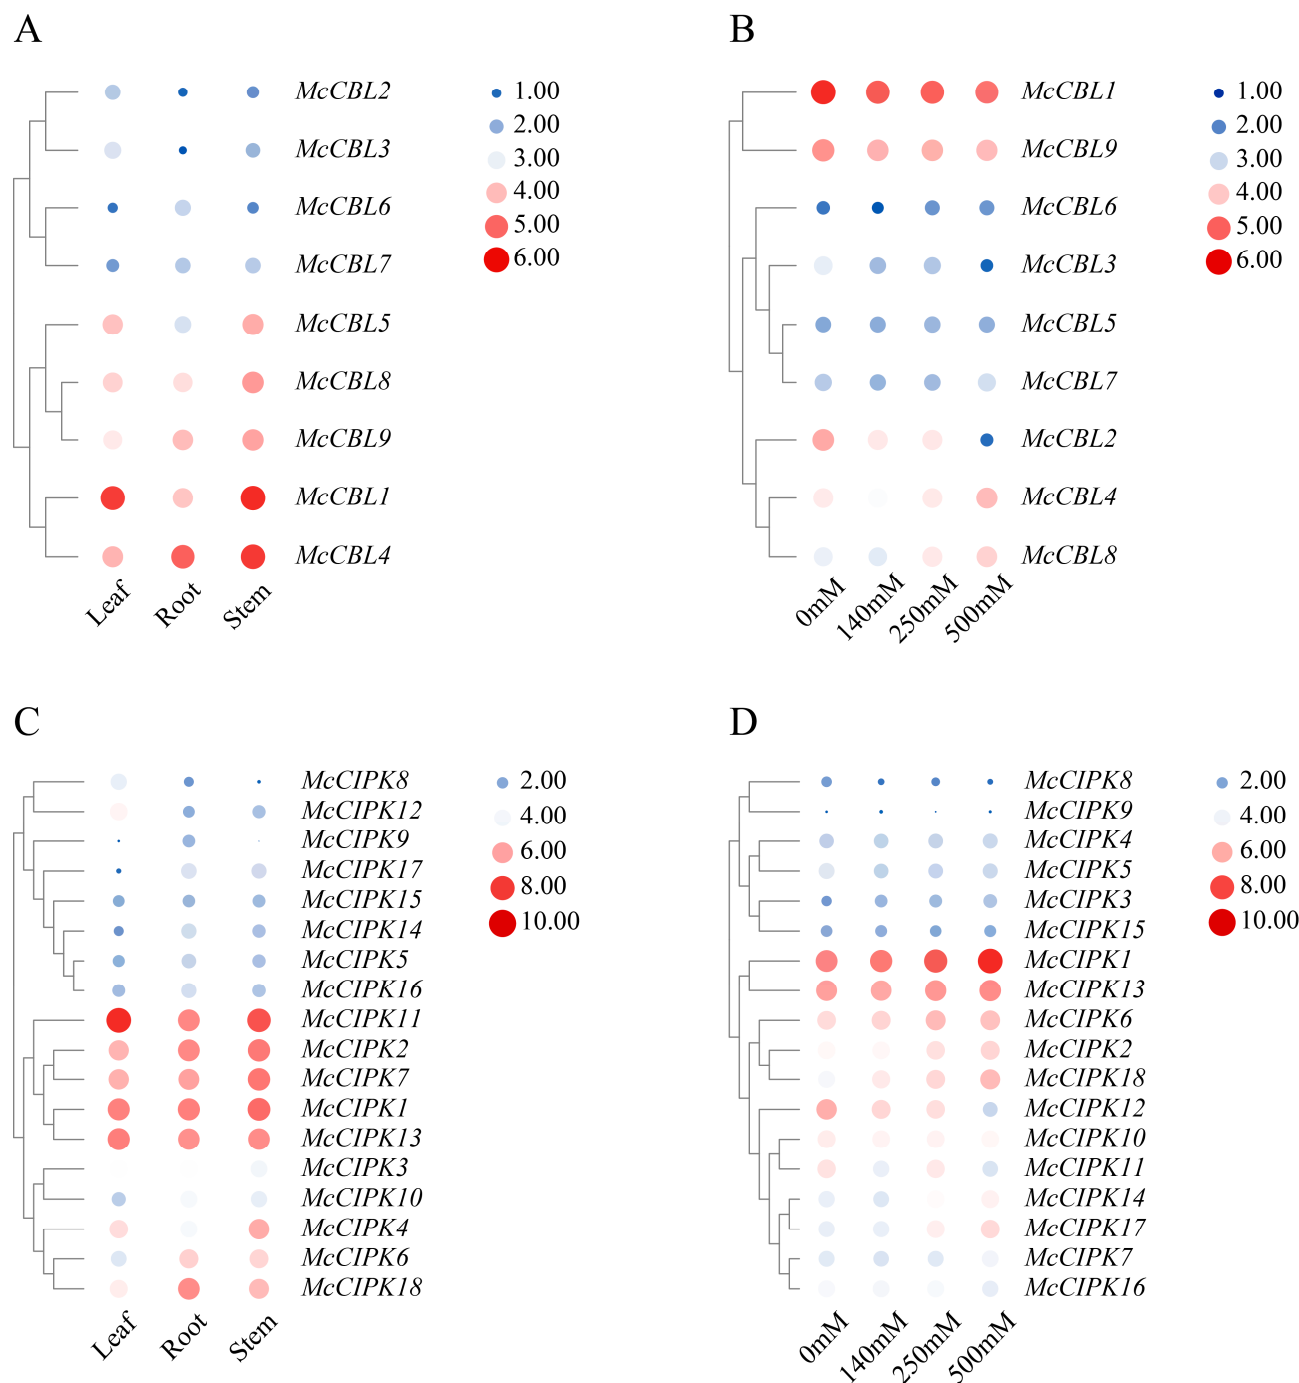 A
McCBL2
McCBL3
McCBL6
McCBL7
McCBL5
McCBL8
McCBL9
McCBL1
McCBL4
Leaf
Root
Stem
1.00
2.00
3.00
4.00
5.00
6.00
B
McCBL1
McCBL9
McCBL6
McCBL3
McCBL5
McCBL7
McCBL2
McCBL4
McCBL8
0mM
140mM
250mM
500mM
1.00
2.00
3.00
4.00
5.00
6.00
C
McCIPK8
McCIPK12
McCIPK9
McCIPK17
McCIPK15
McCIPK14
McCIPK5
McCIPK16
McCIPK11
McCIPK2
McCIPK7
McCIPK1
McCIPK13
McCIPK3
McCIPK10
McCIPK4
McCIPK6
McCIPK18
Leaf
Root
Stem
2.00
4.00
6.00
8.00
10.00
D
McCIPK8
McCIPK9
McCIPK4
McCIPK5
McCIPK3
McCIPK15
McCIPK1
McCIPK13
McCIPK6
McCIPK2
McCIPK18
McCIPK12
McCIPK10
McCIPK11
McCIPK14
McCIPK17
McCIPK7
McCIPK16
0mM
140mM
250mM
500mM
2.00
4.00
6.00
8.00
10.00